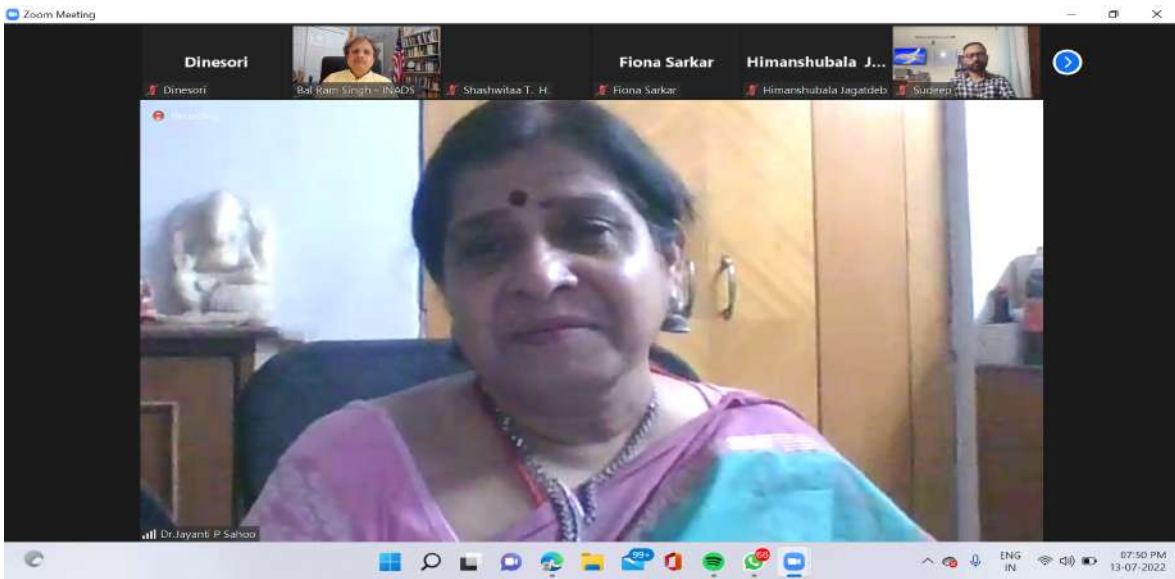 Zoom Meeting
Dinesori
Fiona Sarkar
Himanshubala J...
Dinesori
Bal Ram Singh - INADS
Shashwitaa T. H.
Fiona Sarkar
Himanshubala Jagatdeb
Sudeep
Recording
Dr.Jayanti P Sahoo
99+
66
ENG
IN
07:50 PM
13-07-2022